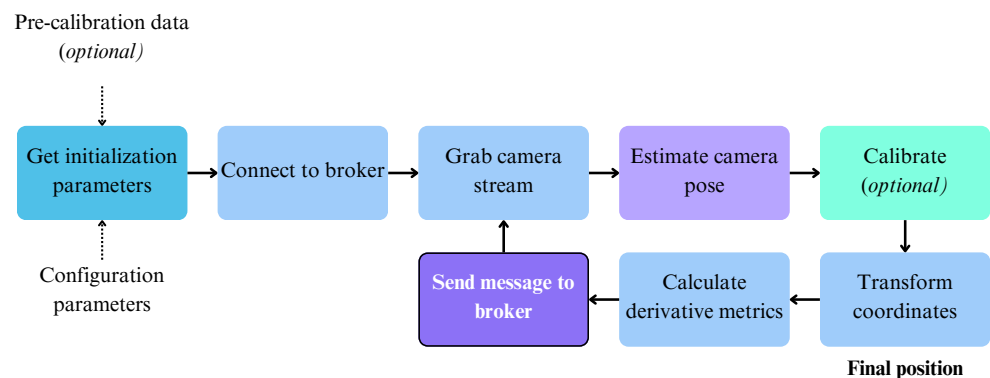 Pre-calibration data
(optional)
Get initialization
parameters
Connect to broker
Grab camera
stream
Estimate camera
pose
Calibrate
(optional)
Configuration
parameters
Send message to
broker
Calculate
derivative metrics
Transform
coordinates
Final position